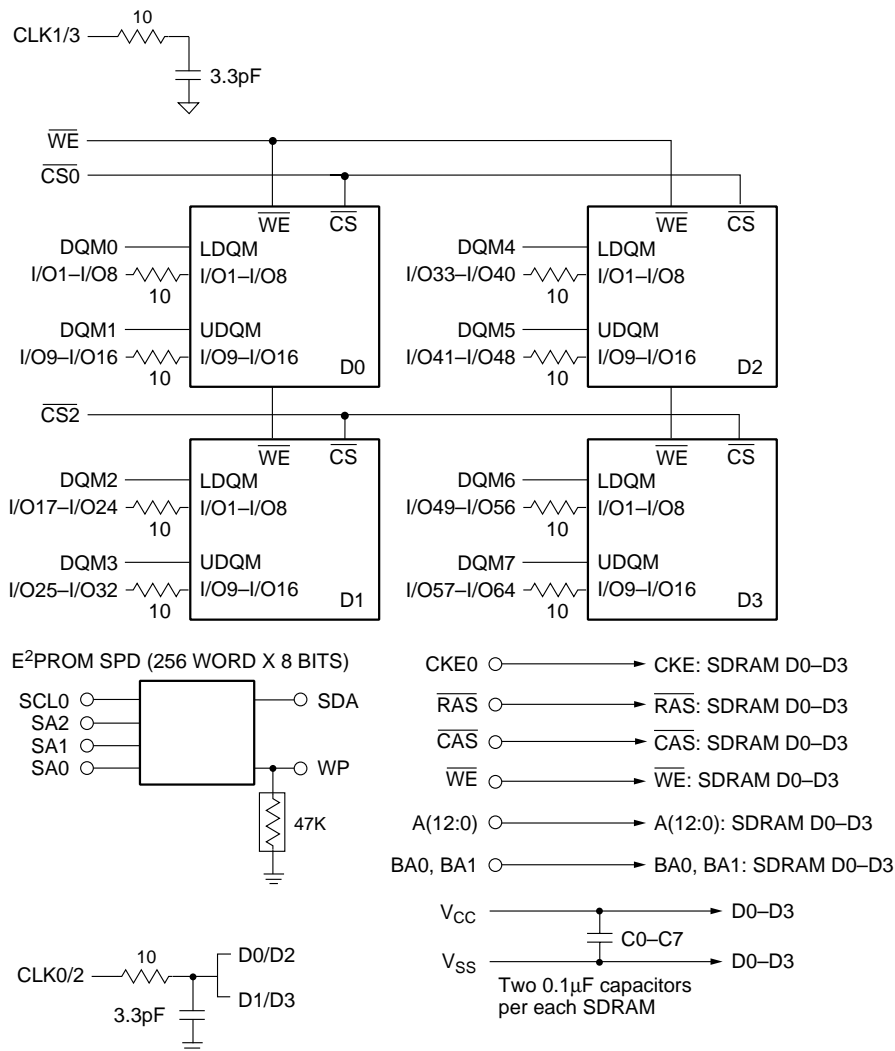 10
CLK1/3
3.3pF
WE
CS0
WE CS WE CS
DQM0 LDQM DQM4 LDQM
I/O1–I/O8 I/O1–I/O8 I/O33–I/O40 I/O1–I/O8
10 10
DQM1 UDQM DQM5 UDQM
I/O9–I/O16 I/O9–I/O16 I/O41–I/O48 I/O9–I/O16
10 D0 10 D2
CS2
WE CS WE CS
DQM2 LDQM DQM6 LDQM
I/O17–I/O24 I/O1–I/O8 I/O49–I/O56 I/O1–I/O8
10 10
DQM3 UDQM DQM7 UDQM
I/O25–I/O32 I/O9–I/O16 I/O57–I/O64 I/O9–I/O16
10 D1 10 D3
E²PROM SPD (256 WORD X 8 BITS)
SCL0 SDA
SA2
SA1
SA0 WP
47K
CKE0 CKE: SDRAM D0–D3
RAS RAS: SDRAM D0–D3
CAS CAS: SDRAM D0–D3
WE WE: SDRAM D0–D3
A(12:0) A(12:0): SDRAM D0–D3
BA0, BA1 BA0, BA1: SDRAM D0–D3
VCC D0–D3
C0–C7
VSS D0–D3
Two 0.1µF capacitors
per each SDRAM
10 D0/D2
CLK0/2
D1/D3
3.3pF